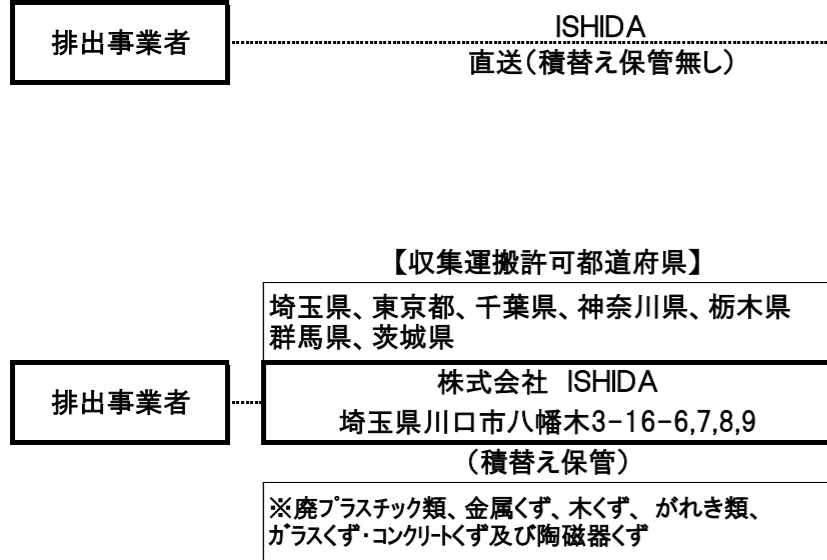 排出事業者
ISHIDA
直送(積替え保管無し)
【収集運搬許可都道府県】
埼玉県、東京都、千葉県、神奈川県、栃木県
群馬県、茨城県
排出事業者
株式会社 ISHIDA
埼玉県川口市八幡木3-16-6,7,8,9
(積替え保管)
※廃プラスチック類、金属くず、木くず、がれき類、
ガラスくず・コンクリートくず及び陶磁器くず